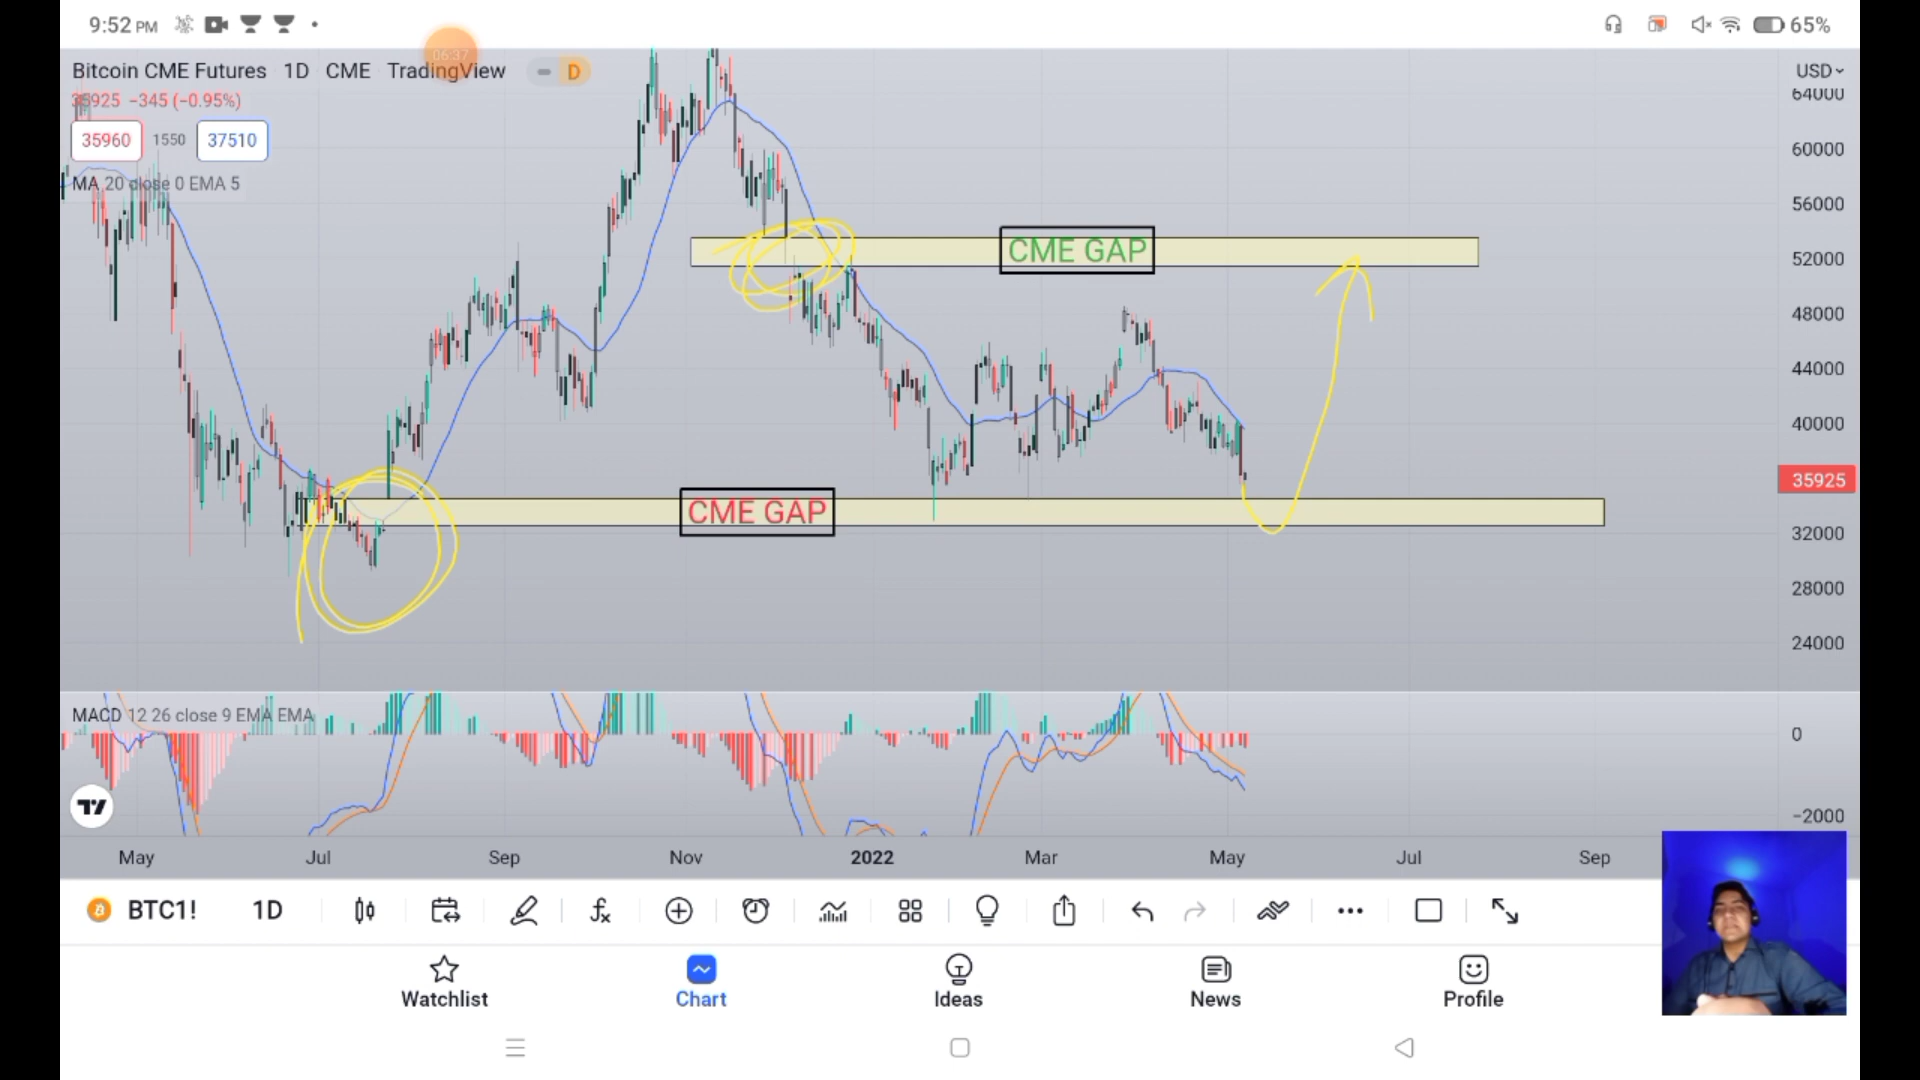 9:52 PM
65%
06:37
Bitcoin CME Futures 1D CME TradingView D
USD
35925 −345 (−0.95%)
64000
35960 1550 37510
60000
MA 20 close 0 EMA 5
56000
CME GAP
52000
48000
44000
40000
35925
CME GAP
32000
28000
24000
MACD 12 26 close 9 EMA EMA
0
−2000
May Jul Sep Nov 2022 Mar May Jul Sep
BTC1! 1D
Watchlist Chart Ideas News Profile